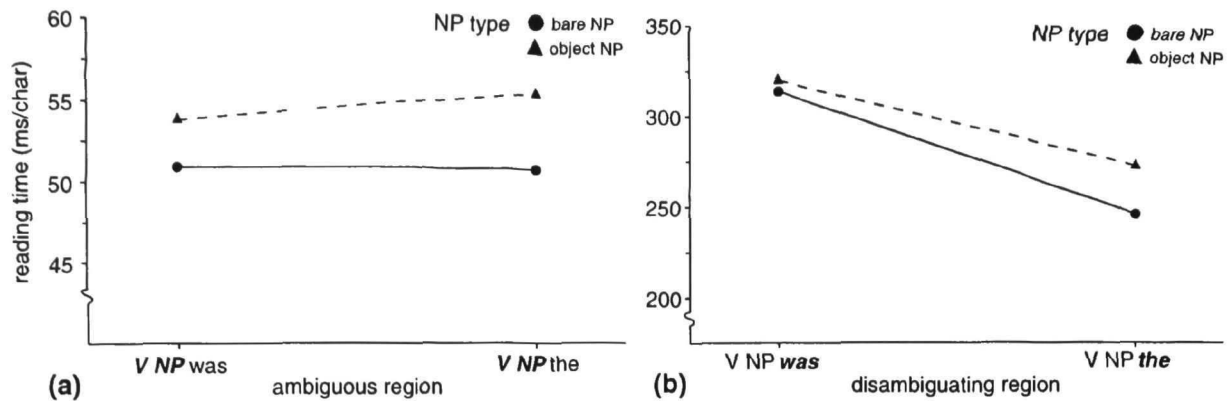 60
55
50
45
reading time (ms/char)
NP type
bare NP
object NP
V NP was
V NP the
(a)
ambiguous region
350
300
250
200
NP type
bare NP
object NP
V NP was
V NP the
(b)
disambiguating region